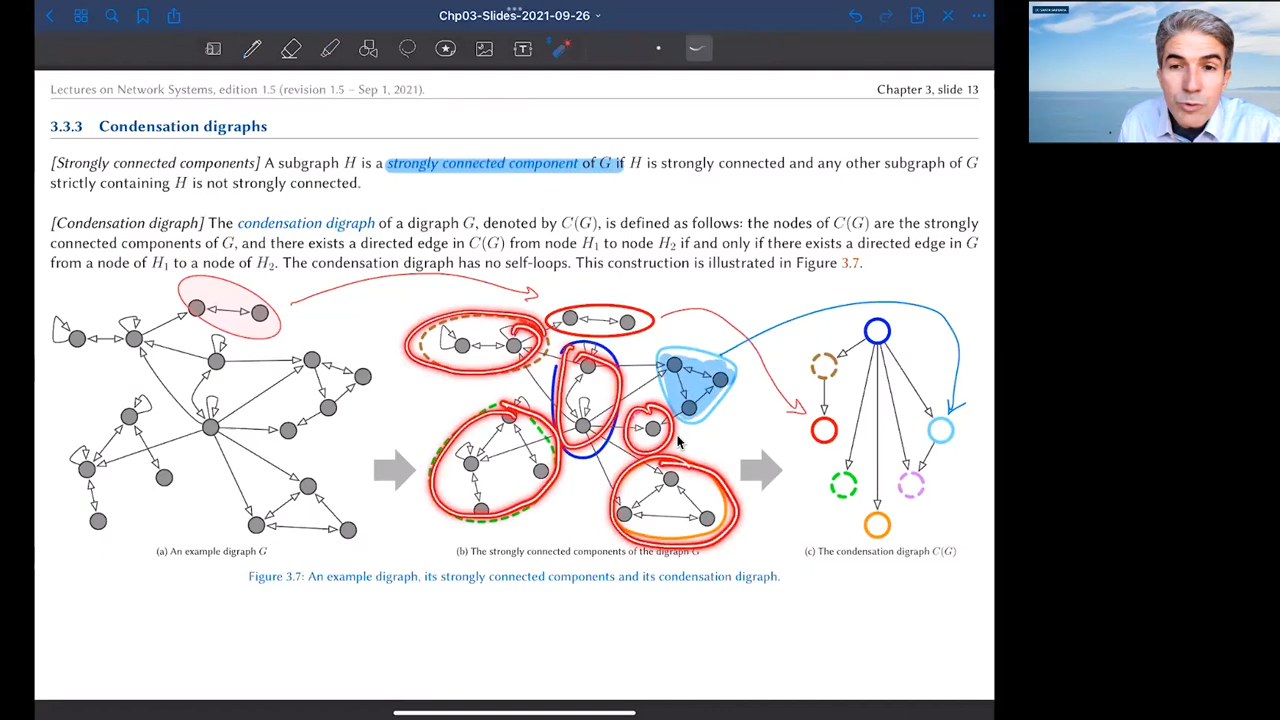 Chp03-Slides-2021-09-26
Lectures on Network Systems, edition 1.5 (revision 1.5 – Sep 1, 2021). Chapter 3, slide 13
3.3.3 Condensation digraphs
[Strongly connected components] A subgraph H is a strongly connected component of G if H is strongly connected and any other subgraph of G
strictly containing H is not strongly connected.
[Condensation digraph] The condensation digraph of a digraph G, denoted by C(G), is defined as follows: the nodes of C(G) are the strongly
connected components of G, and there exists a directed edge in C(G) from node H₁ to node H₂ if and only if there exists a directed edge in G
from a node of H₁ to a node of H₂. The condensation digraph has no self-loops. This construction is illustrated in Figure 3.7.
(a) An example digraph G
(b) The strongly connected components of the digraph G
(c) The condensation digraph C(G)
Figure 3.7: An example digraph, its strongly connected components and its condensation digraph.